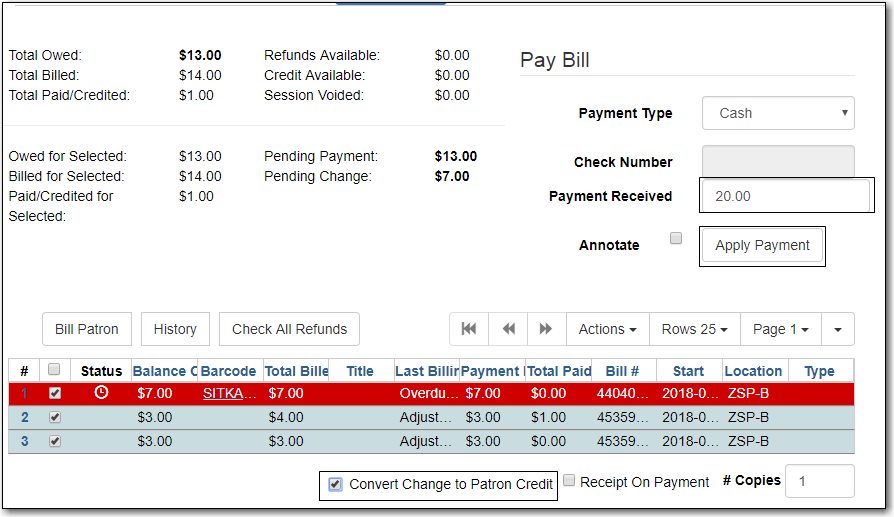 Total Owed: $13.00 Refunds Available: $0.00
Total Billed: $14.00 Credit Available: $0.00
Total Paid/Credited: $1.00 Session Voided: $0.00
Owed for Selected: $13.00 Pending Payment: $13.00
Billed for Selected: $14.00 Pending Change: $7.00
Paid/Credited for Selected: $1.00
Pay Bill
Payment Type Cash
Check Number
Payment Received 20.00
Annotate Apply Payment
Bill Patron History Check All Refunds Actions Rows 25 Page 1
# Status Balance Barcode Total Bille Title Last Billin Payment Total Paid Bill # Start Location Type
1 $7.00 SITKA... $7.00 Overdu... $7.00 $0.00 44040... 2018-0... ZSP-B
2 $3.00 $4.00 Adjust... $3.00 $1.00 45359... 2018-0... ZSP-B
3 $3.00 $3.00 Adjust... $3.00 $0.00 45359... 2018-0... ZSP-B
Convert Change to Patron Credit Receipt On Payment # Copies 1